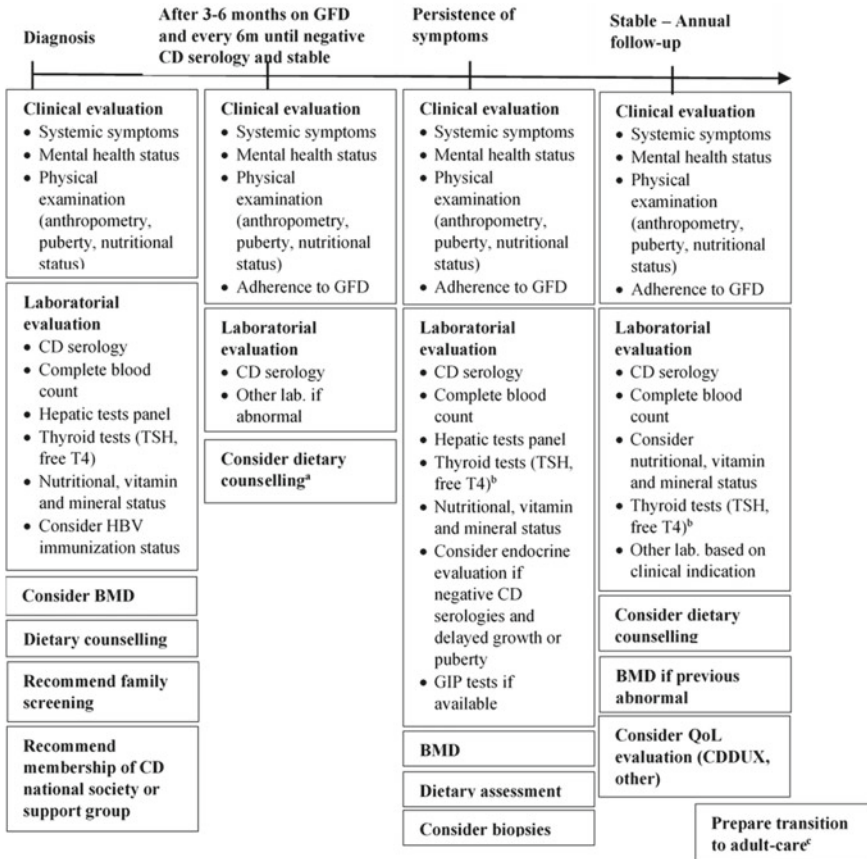 Diagnosis
After 3-6 months on GFD
and every 6m until negative
CD serology and stable
Persistence of
symptoms
Stable – Annual
follow-up
Clinical evaluation
• Systemic symptoms
• Mental health status
• Physical
examination
(anthropometry,
puberty, nutritional
status)
Laboratorial
evaluation
• CD serology
• Complete blood
count
• Hepatic tests panel
• Thyroid tests (TSH,
free T4)
• Nutritional, vitamin
and mineral status
• Consider HBV
immunization status
Consider BMD
Dietary counselling
Recommend family
screening
Recommend
membership of CD
national society or
support group
Clinical evaluation
• Systemic symptoms
• Mental health status
• Physical
examination
(anthropometry,
puberty, nutritional
status)
• Adherence to GFD
Laboratorial
evaluation
• CD serology
• Other lab. if
abnormal
Consider dietary
counsellingᵃ
Clinical evaluation
• Systemic symptoms
• Mental health status
• Physical
examination
(anthropometry,
puberty, nutritional
status)
• Adherence to GFD
Laboratorial
evaluation
• CD serology
• Complete blood
count
• Hepatic tests panel
• Thyroid tests (TSH,
free T4)ᵇ
• Nutritional, vitamin
and mineral status
• Consider endocrine
evaluation if
negative CD
serologies and
delayed growth or
puberty
• GIP tests if
available
BMD
Dietary assessment
Consider biopsies
Clinical evaluation
• Systemic symptoms
• Mental health status
• Physical
examination
(anthropometry,
puberty, nutritional
status)
• Adherence to GFD
Laboratorial
evaluation
• CD serology
• Complete blood
count
• Consider
nutritional, vitamin
and mineral status
• Thyroid tests (TSH,
free T4)ᵇ
• Other lab. based on
clinical indication
Consider dietary
counselling
BMD if previous
abnormal
Consider QoL
evaluation (CDDUX,
other)
Prepare transition
to adult-careᶜ